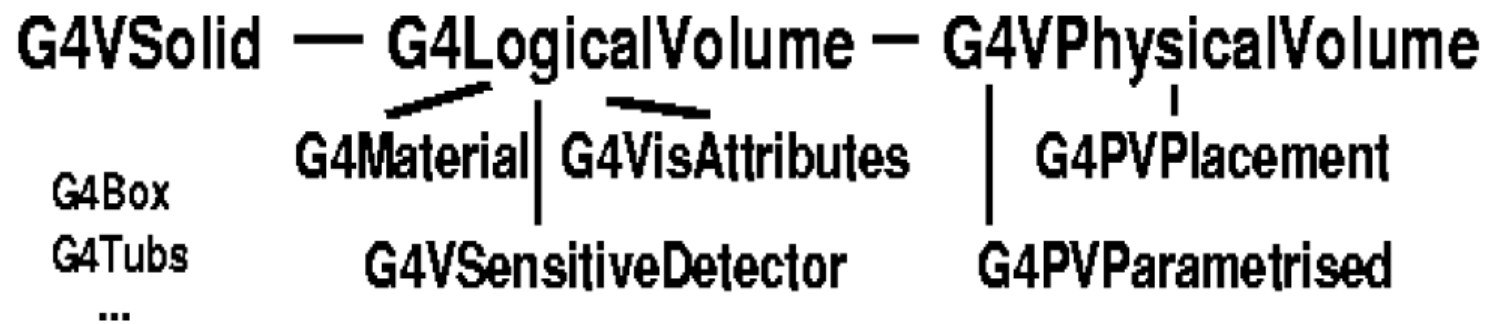 G4VSolid — G4LogicalVolume — G4VPhysicalVolume
G4Material G4VisAttributes G4PVPlacement
G4Box
G4Tubs G4VSensitiveDetector G4PVParametrised
...